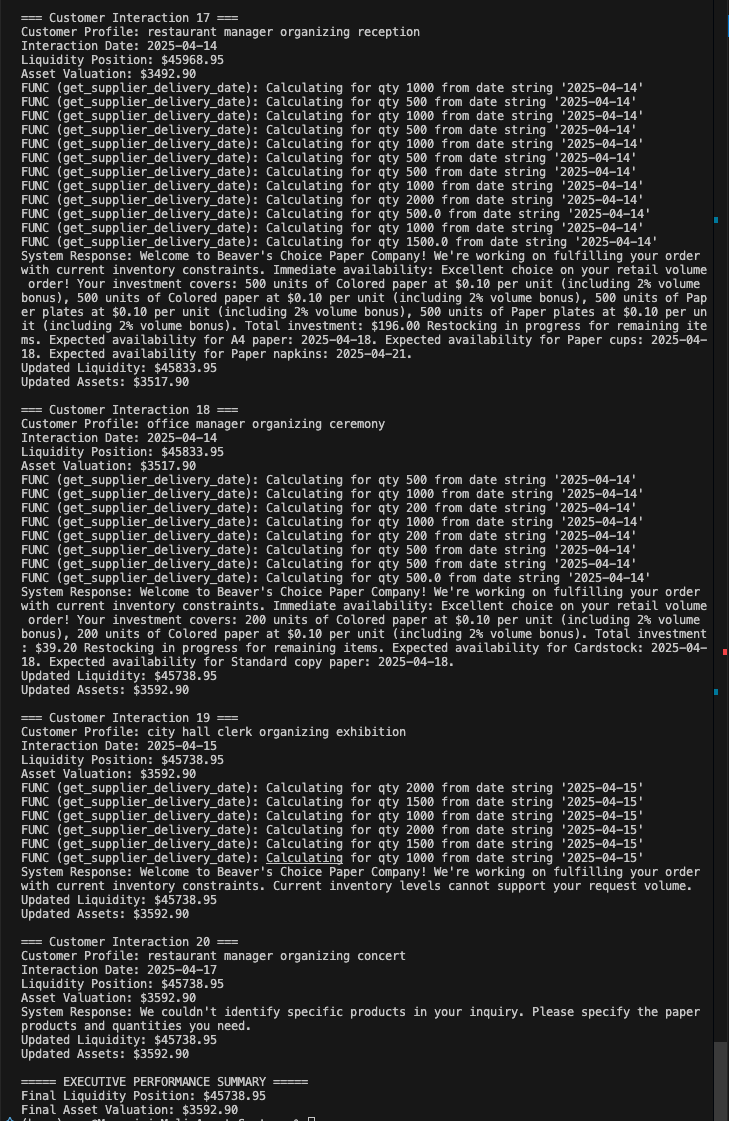 === Customer Interaction 17 ===
Customer Profile: restaurant manager organizing reception
Interaction Date: 2025-04-14
Liquidity Position: $45968.95
Asset Valuation: $3492.90
FUNC (get_supplier_delivery_date): Calculating for qty 1000 from date string '2025-04-14'
FUNC (get_supplier_delivery_date): Calculating for qty 500 from date string '2025-04-14'
FUNC (get_supplier_delivery_date): Calculating for qty 1000 from date string '2025-04-14'
FUNC (get_supplier_delivery_date): Calculating for qty 500 from date string '2025-04-14'
FUNC (get_supplier_delivery_date): Calculating for qty 1000 from date string '2025-04-14'
FUNC (get_supplier_delivery_date): Calculating for qty 500 from date string '2025-04-14'
FUNC (get_supplier_delivery_date): Calculating for qty 500 from date string '2025-04-14'
FUNC (get_supplier_delivery_date): Calculating for qty 1000 from date string '2025-04-14'
FUNC (get_supplier_delivery_date): Calculating for qty 2000 from date string '2025-04-14'
FUNC (get_supplier_delivery_date): Calculating for qty 500.0 from date string '2025-04-14'
FUNC (get_supplier_delivery_date): Calculating for qty 1000 from date string '2025-04-14'
FUNC (get_supplier_delivery_date): Calculating for qty 1500.0 from date string '2025-04-14'
System Response: Welcome to Beaver's Choice Paper Company! We're working on fulfilling your order
with current inventory constraints. Immediate availability: Excellent choice on your retail volume
 order! Your investment covers: 500 units of Colored paper at $0.10 per unit (including 2% volume
bonus), 500 units of Colored paper at $0.10 per unit (including 2% volume bonus), 500 units of Pap
er plates at $0.10 per unit (including 2% volume bonus), 500 units of Paper plates at $0.10 per un
it (including 2% volume bonus). Total investment: $196.00 Restocking in progress for remaining ite
ms. Expected availability for A4 paper: 2025-04-18. Expected availability for Paper cups: 2025-04-
18. Expected availability for Paper napkins: 2025-04-21.
Updated Liquidity: $45833.95
Updated Assets: $3517.90
=== Customer Interaction 18 ===
Customer Profile: office manager organizing ceremony
Interaction Date: 2025-04-14
Liquidity Position: $45833.95
Asset Valuation: $3517.90
FUNC (get_supplier_delivery_date): Calculating for qty 500 from date string '2025-04-14'
FUNC (get_supplier_delivery_date): Calculating for qty 1000 from date string '2025-04-14'
FUNC (get_supplier_delivery_date): Calculating for qty 200 from date string '2025-04-14'
FUNC (get_supplier_delivery_date): Calculating for qty 1000 from date string '2025-04-14'
FUNC (get_supplier_delivery_date): Calculating for qty 200 from date string '2025-04-14'
FUNC (get_supplier_delivery_date): Calculating for qty 500 from date string '2025-04-14'
FUNC (get_supplier_delivery_date): Calculating for qty 500 from date string '2025-04-14'
FUNC (get_supplier_delivery_date): Calculating for qty 500.0 from date string '2025-04-14'
System Response: Welcome to Beaver's Choice Paper Company! We're working on fulfilling your order
with current inventory constraints. Immediate availability: Excellent choice on your retail volume
 order! Your investment covers: 200 units of Colored paper at $0.10 per unit (including 2% volume
bonus), 200 units of Colored paper at $0.10 per unit (including 2% volume bonus). Total investment
: $39.20 Restocking in progress for remaining items. Expected availability for Cardstock: 2025-04-
18. Expected availability for Standard copy paper: 2025-04-18.
Updated Liquidity: $45738.95
Updated Assets: $3592.90
=== Customer Interaction 19 ===
Customer Profile: city hall clerk organizing exhibition
Interaction Date: 2025-04-15
Liquidity Position: $45738.95
Asset Valuation: $3592.90
FUNC (get_supplier_delivery_date): Calculating for qty 2000 from date string '2025-04-15'
FUNC (get_supplier_delivery_date): Calculating for qty 1500 from date string '2025-04-15'
FUNC (get_supplier_delivery_date): Calculating for qty 1000 from date string '2025-04-15'
FUNC (get_supplier_delivery_date): Calculating for qty 2000 from date string '2025-04-15'
FUNC (get_supplier_delivery_date): Calculating for qty 1500 from date string '2025-04-15'
FUNC (get_supplier_delivery_date): Calculating for qty 1000 from date string '2025-04-15'
System Response: Welcome to Beaver's Choice Paper Company! We're working on fulfilling your order
with current inventory constraints. Current inventory levels cannot support your request volume.
Updated Liquidity: $45738.95
Updated Assets: $3592.90
=== Customer Interaction 20 ===
Customer Profile: restaurant manager organizing concert
Interaction Date: 2025-04-17
Liquidity Position: $45738.95
Asset Valuation: $3592.90
System Response: We couldn't identify specific products in your inquiry. Please specify the paper
products and quantities you need.
Updated Liquidity: $45738.95
Updated Assets: $3592.90
===== EXECUTIVE PERFORMANCE SUMMARY =====
Final Liquidity Position: $45738.95
Final Asset Valuation: $3592.90